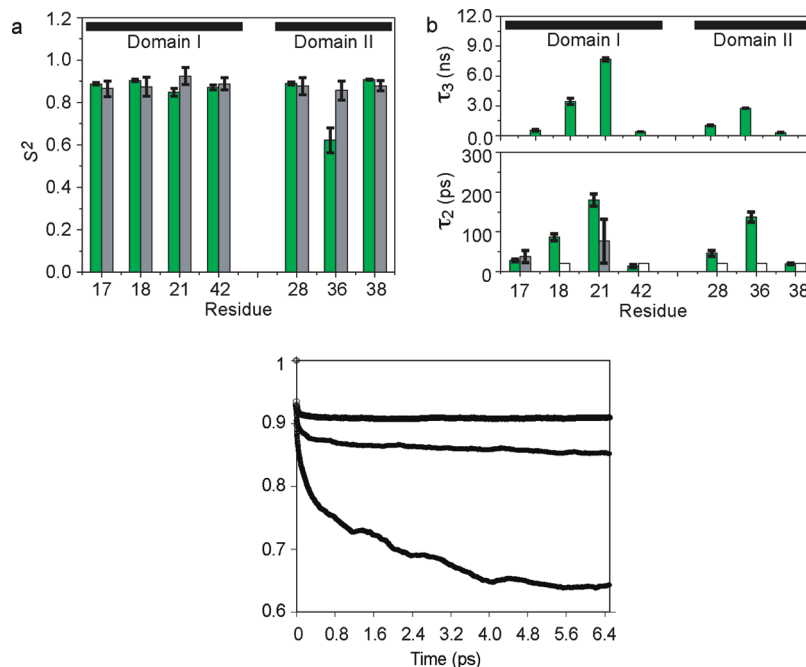 a
Domain I
Domain II
1.2
1.0
0.8
0.6
0.4
0.2
0.0
S²
17 18 21 42 28 36 38
Residue
b
Domain I
Domain II
12.0
9.0
6.0
3.0
0.0
τ₃ (ns)
300
200
100
0
τ₂ (ps)
17 18 21 42 28 36 38
Residue
1
0.9
0.8
0.7
0.6
0 0.8 1.6 2.4 3.2 4.0 4.8 5.6 6.4
Time (ps)